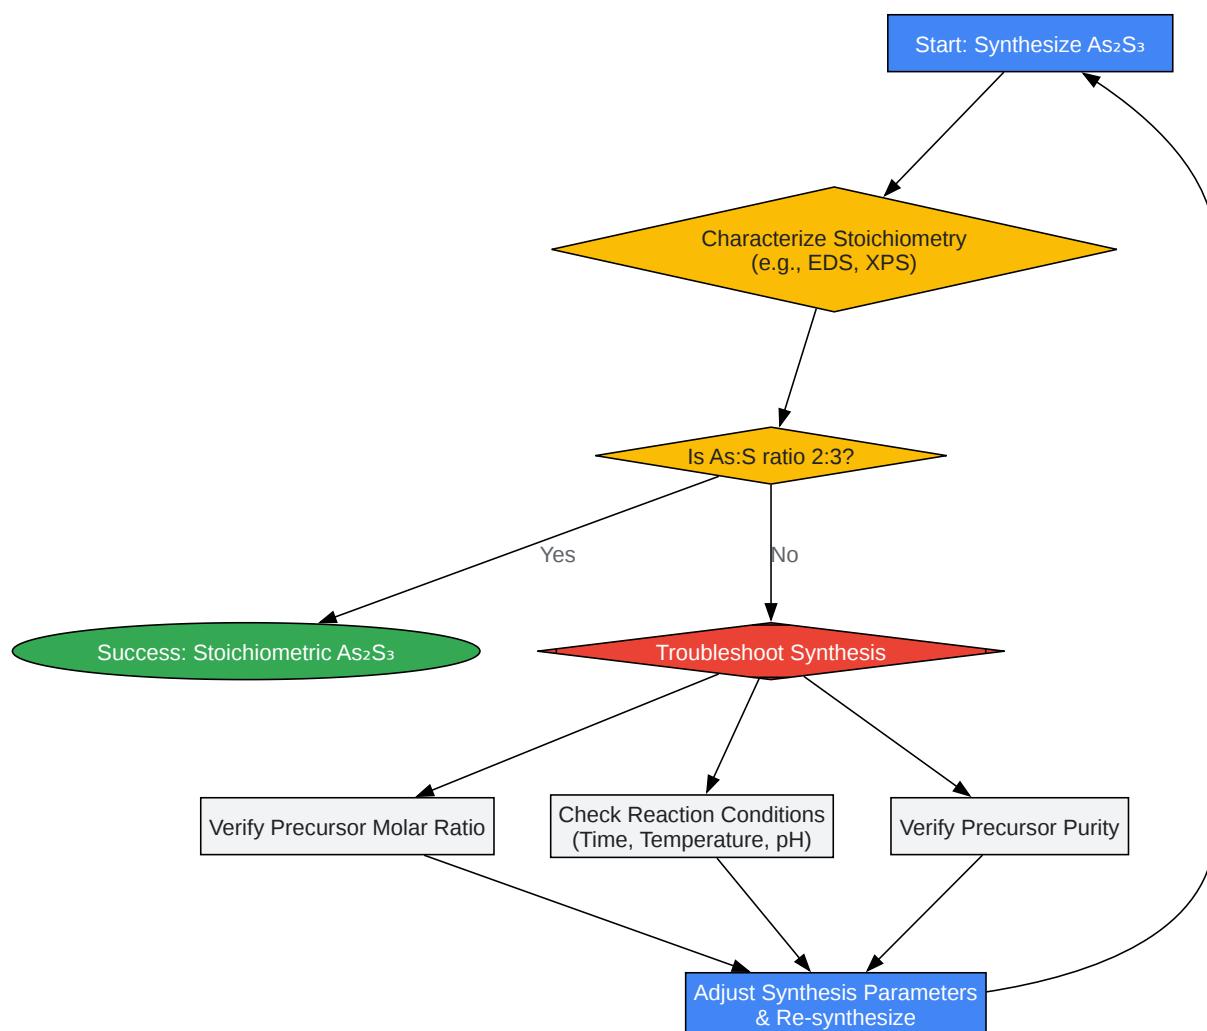 Start: Synthesize As₂S₃
Characterize Stoichiometry
(e.g., EDS, XPS)
Is As:S ratio 2:3?
Yes
No
Success: Stoichiometric As₂S₃
Troubleshoot Synthesis
Verify Precursor Molar Ratio
Check Reaction Conditions
(Time, Temperature, pH)
Verify Precursor Purity
Adjust Synthesis Parameters
& Re-synthesize